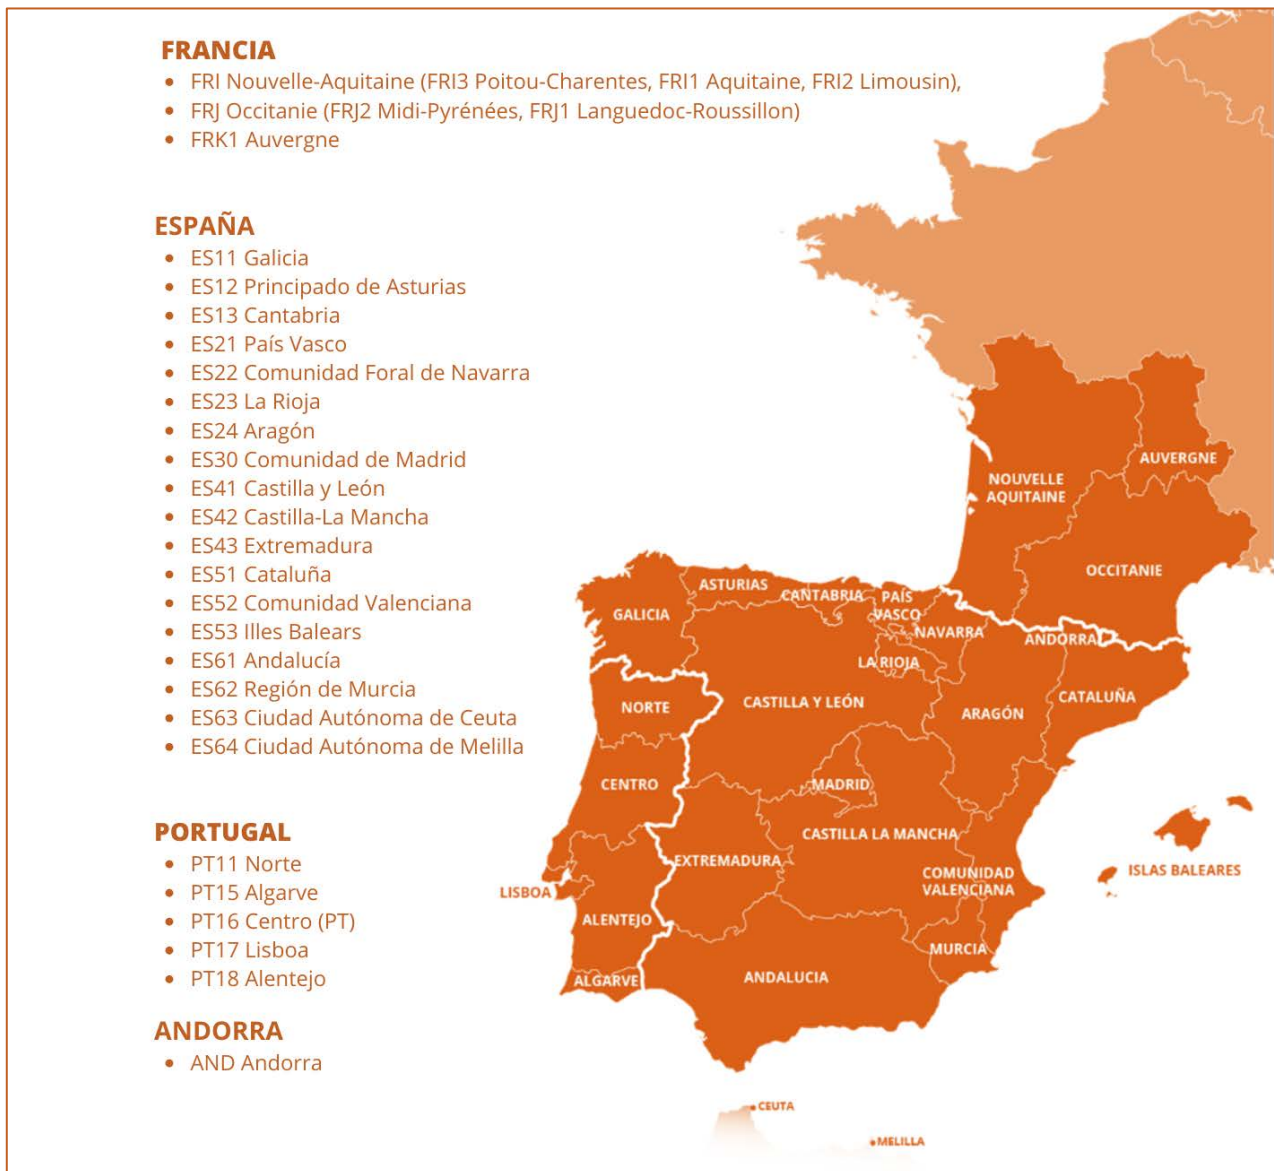 FRANCIA
• FRI Nouvelle-Aquitaine (FRI3 Poitou-Charentes, FRI1 Aquitaine, FRI2 Limousin),
• FRJ Occitanie (FRJ2 Midi-Pyrénées, FRJ1 Languedoc-Roussillon)
• FRK1 Auvergne
ESPAÑA
• ES11 Galicia
• ES12 Principado de Asturias
• ES13 Cantabria
• ES21 País Vasco
• ES22 Comunidad Foral de Navarra
• ES23 La Rioja
• ES24 Aragón
• ES30 Comunidad de Madrid
• ES41 Castilla y León
• ES42 Castilla-La Mancha
• ES43 Extremadura
• ES51 Cataluña
• ES52 Comunidad Valenciana
• ES53 Illes Balears
• ES61 Andalucía
• ES62 Región de Murcia
• ES63 Ciudad Autónoma de Ceuta
• ES64 Ciudad Autónoma de Melilla
PORTUGAL
• PT11 Norte
• PT15 Algarve
• PT16 Centro (PT)
• PT17 Lisboa
• PT18 Alentejo
ANDORRA
• AND Andorra
AUVERGNE
NOUVELLE
AQUITAINE
OCCITANIE
ASTURIAS
CANTABRIA
PAÍS
VASCO
GALICIA
NAVARRA
ANDORRA
LA RIOJA
CATALUÑA
CASTILLA Y LEÓN
NORTE
ARAGÓN
CENTRO
MADRID
CASTILLA LA MANCHA
EXTREMADURA
ISLAS BALEARES
COMUNIDAD
VALENCIANA
LISBOA
ALENTEJO
MURCIA
ALGARVE
ANDALUCIA
CEUTA
MELILLA